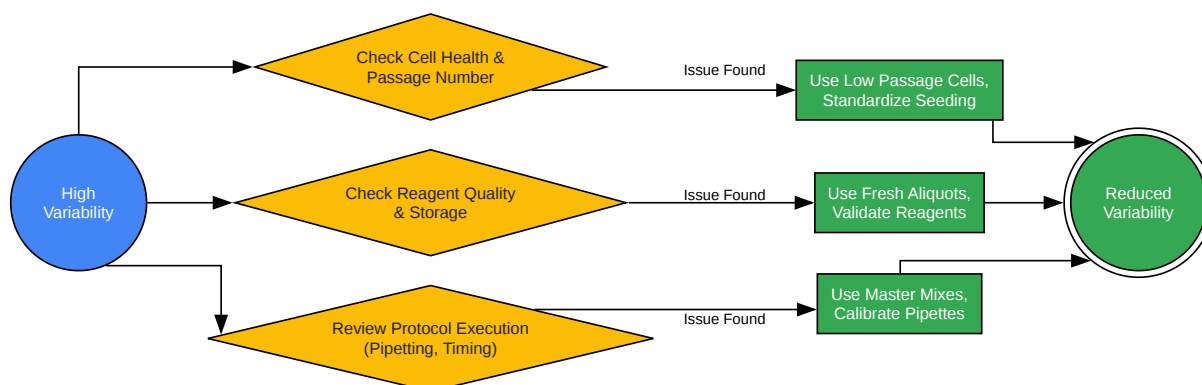 Check Cell Health &
Passage Number
Issue Found
Use Low Passage Cells,
Standardize Seeding
High
Variability
Check Reagent Quality
& Storage
Issue Found
Use Fresh Aliquots,
Validate Reagents
Reduced
Variability
Review Protocol Execution
(Pipetting, Timing)
Issue Found
Use Master Mixes,
Calibrate Pipettes